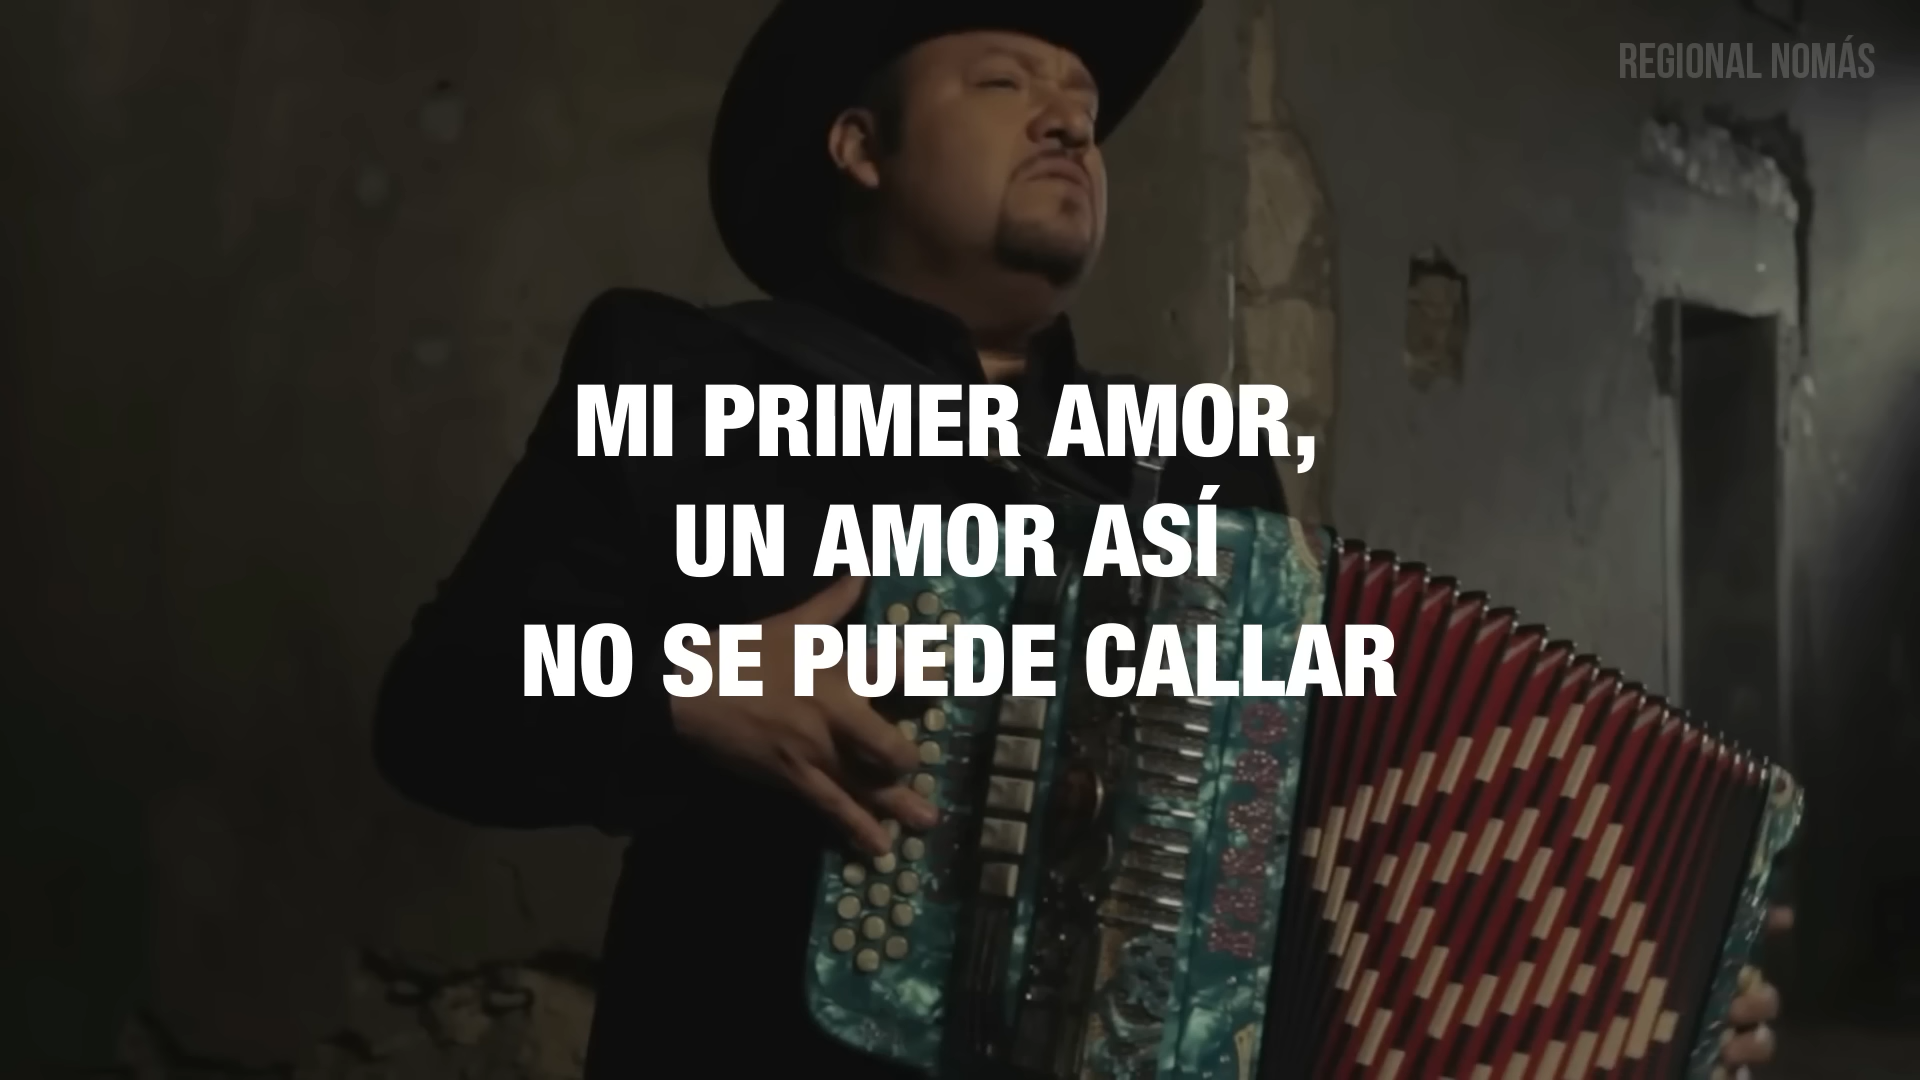 REGIONAL NOMÁS
MI PRIMER AMOR,
UN AMOR ASÍ
NO SE PUEDE CALLAR